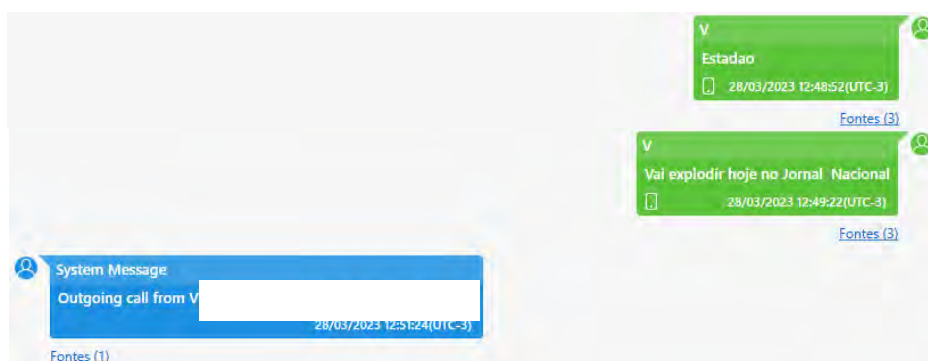 V
Estadao
28/03/2023 12:48:52(UTC-3)
Fontes (3)
V
Vai explodir hoje no Jornal  Nacional
28/03/2023 12:49:22(UTC-3)
Fontes (3)
System Message
Outgoing call from V
28/03/2023 12:51:24(UTC-3)
Fontes (1)